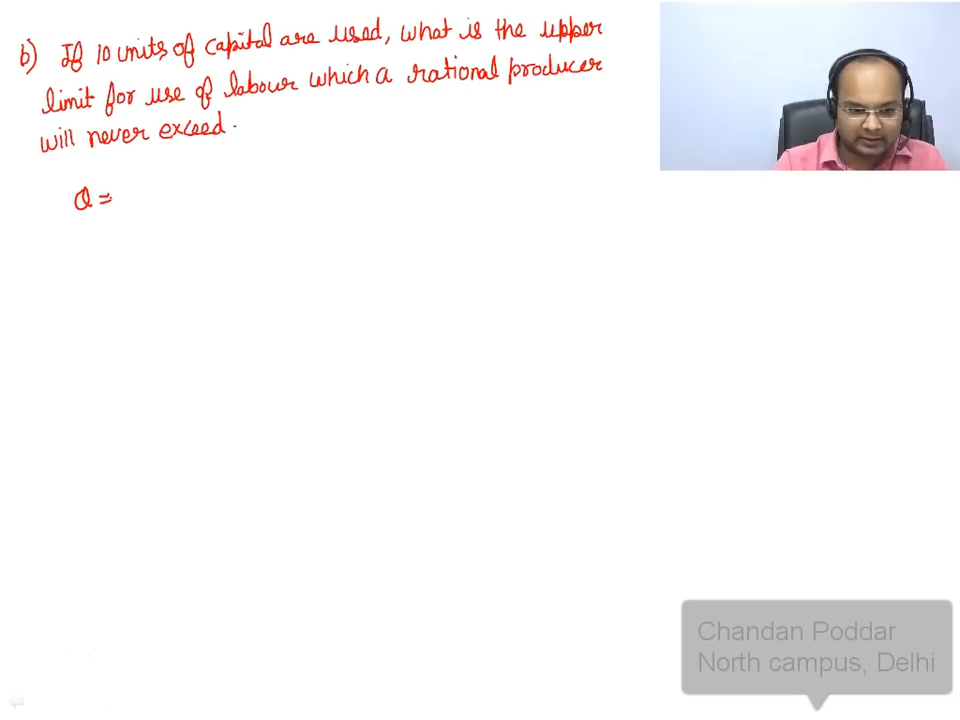 b) If 10 units of capital are used, what is the upper
limit for use of labour which a rational producer
will never exceed.
Q =
Chandan Poddar
North campus, Delhi